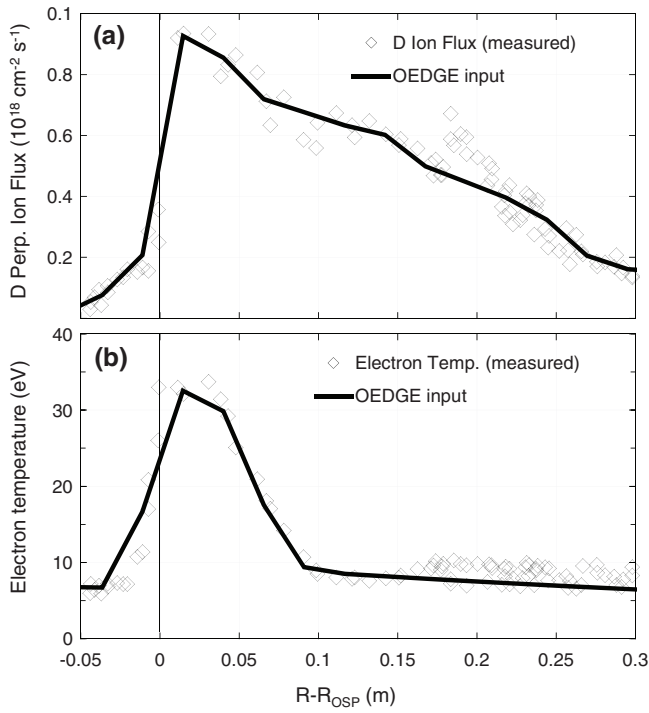 (a)
D Ion Flux (measured)
OEDGE input
D Perp. Ion Flux (10¹⁸ cm⁻² s⁻¹)
0.1
0.8
0.6
0.4
0.2
(b)
Electron Temp. (measured)
OEDGE input
Electron temperature (eV)
40
30
20
10
0
-0.05 0 0.05 0.1 0.15 0.2 0.25 0.3
R-R_OSP (m)